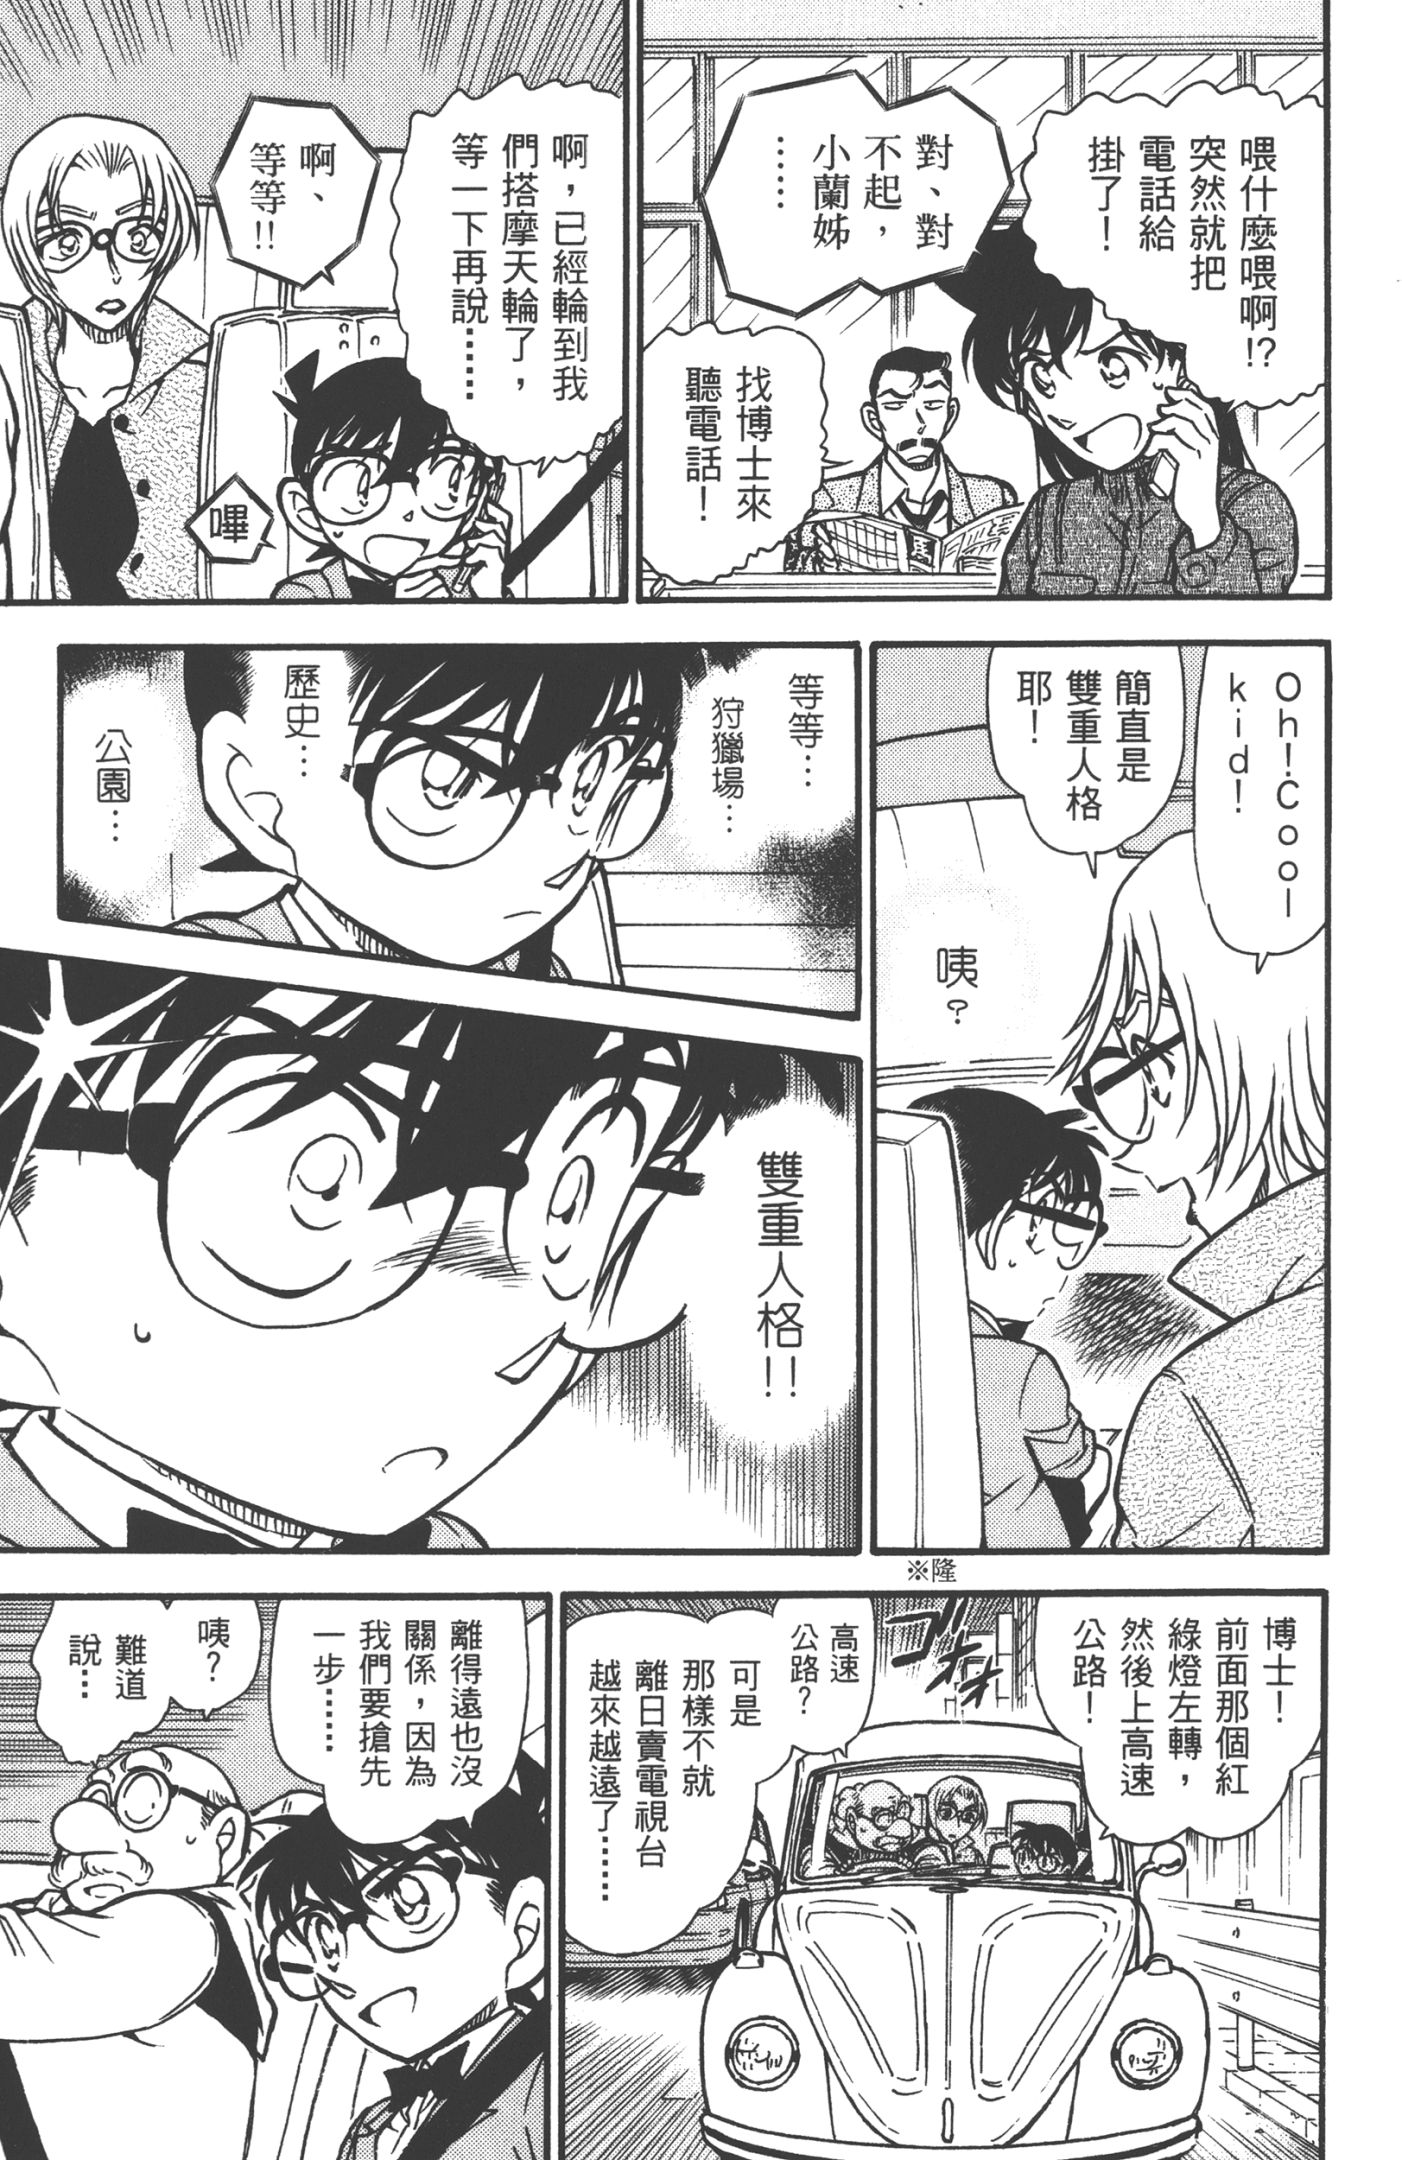 喂什麼喂啊!?
突然就把
電話給
掛了！
對、對
不起，
小蘭姊
……
找博士來
聽電話！
啊，已經輪到我
們搭摩天輪了，
等一下再說……
啊、
等等!!
嗶
Oh!Cool
kid!
簡直是
雙重人格
耶！
咦？
等等…
狩獵場…
歷史…
公園…
雙重人格!!
※隆
博士！
前面那個紅
綠燈左轉，
然後上高速
公路！
ゴオオオ
高速
公路？
可是
那樣不就
離日賣電視台
越來越遠了……
離得遠也沒
關係，因為
我們要搶先
一步……
咦？
難道
說…